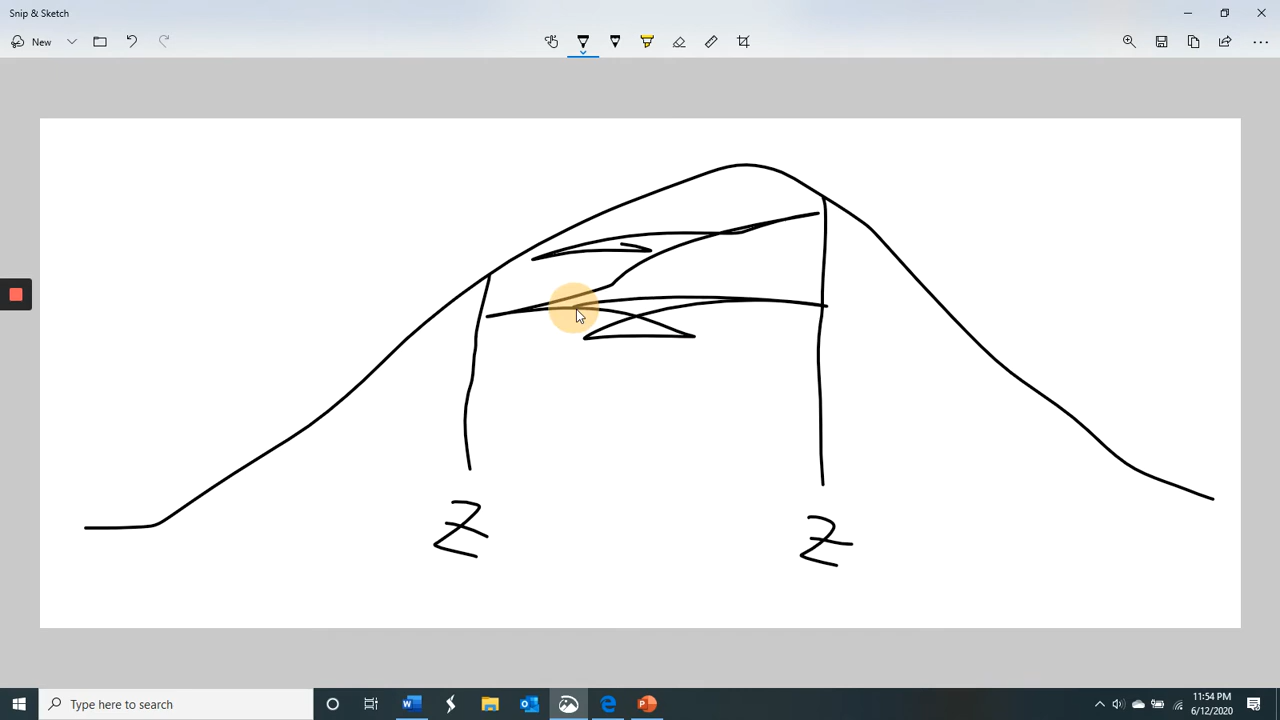 Snip & Sketch
New
Z
Z
Type here to search
11:54 PM
6/12/2020